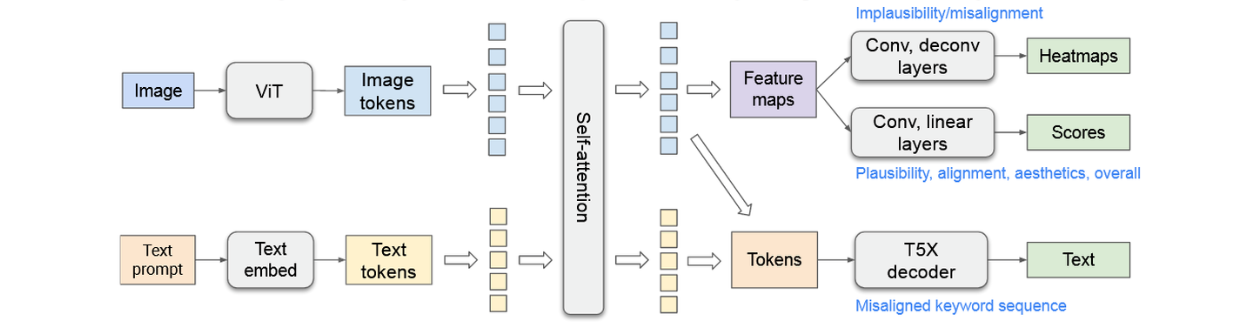 Implausibility/misalignment
Image
ViT
Image
tokens
Self-attention
Feature
maps
Conv, deconv
layers
Heatmaps
Conv, linear
layers
Scores
Plausibility, alignment, aesthetics, overall
Text
prompt
Text
embed
Text
tokens
Tokens
T5X
decoder
Text
Misaligned keyword sequence